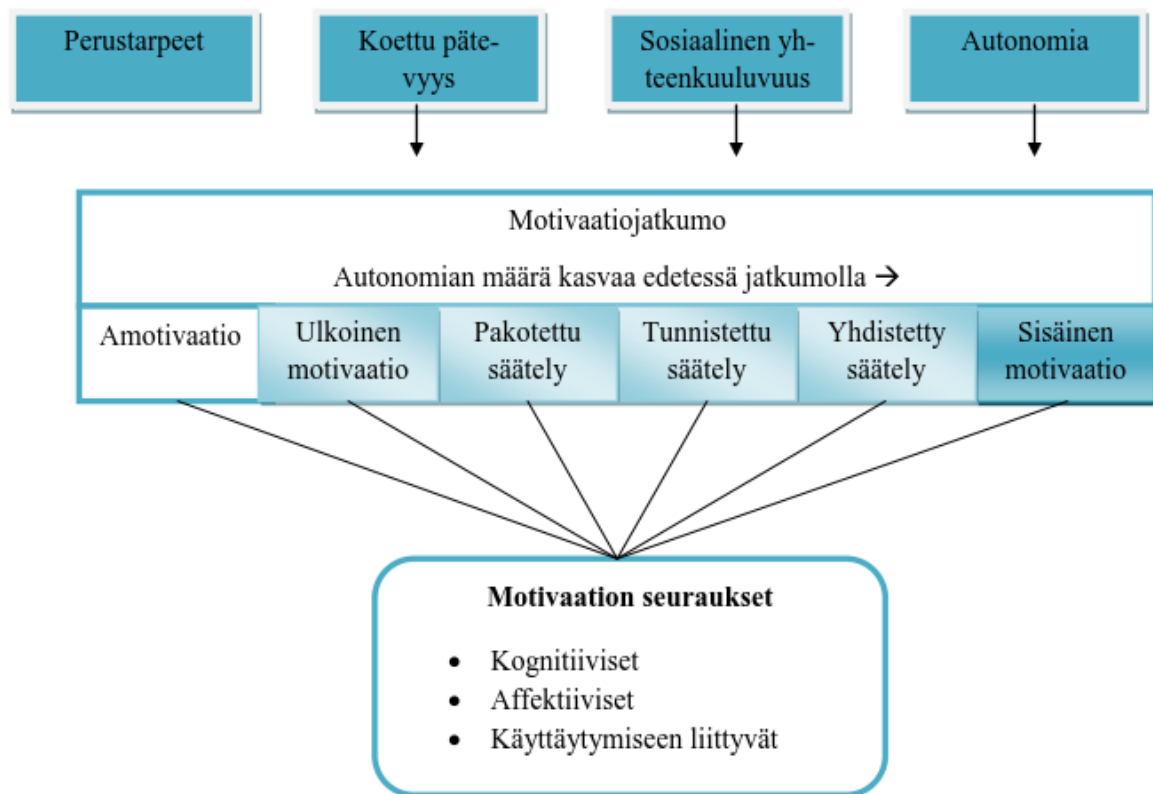 Perustarpeet
Koettu päte-
vyys
Sosiaalinen yh-
teenkuuluvuus
Autonomia
Motivaatiojatkumo
Autonomian määrä kasvaa edetessä jatkumolla →
Amotivaatio
Ulkoinen
motivaatio
Pakotettu
säätely
Tunnistettu
säätely
Yhdistetty
säätely
Sisäinen
motivaatio
Motivaation seuraukset
• Kognitiiviset
• Affektiiviset
• Käyttäytymiseen liittyvät